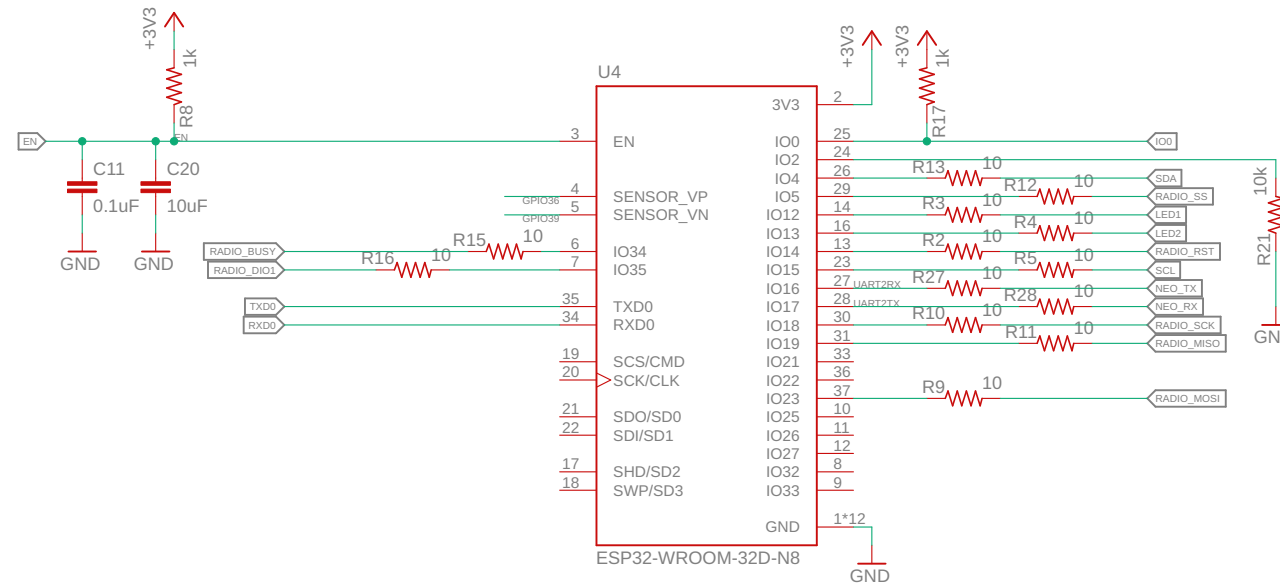 +3V3
1k
R8
EN
EN
C11
0.1uF
C20
10uF
GND
GND
U4
3 EN
GPIO36 4 SENSOR_VP
GPIO39 5 SENSOR_VN
RADIO_BUSY R15 10 6 IO34
RADIO_DIO1 R16 10 7 IO35
TXD0 35 TXD0
RXD0 34 RXD0
19 SCS/CMD
20 SCK/CLK
21 SDO/SD0
22 SDI/SD1
17 SHD/SD2
18 SWP/SD3
+3V3
+3V3
1k
R17
3V3 2
IO0 25 IO0
IO2 24
IO4 26 R13 10 SDA
IO5 29 R12 10 RADIO_SS
IO12 14 R3 10 LED1
IO13 16 R4 10 LED2
IO14 13 R2 10 RADIO_RST
IO15 23 R5 10 SCL
IO16 27 UART2RX R27 10 NEO_TX
IO17 28 UART2TX R28 10 NEO_RX
IO18 30 R10 10 RADIO_SCK
IO19 31 R11 10 RADIO_MISO
IO21 33
IO22 36
IO23 37 R9 10 RADIO_MOSI
IO25 10
IO26 11
IO27 12
IO32 8
IO33 9
GND 1*12
GND
10k
R21
GN
ESP32-WROOM-32D-N8